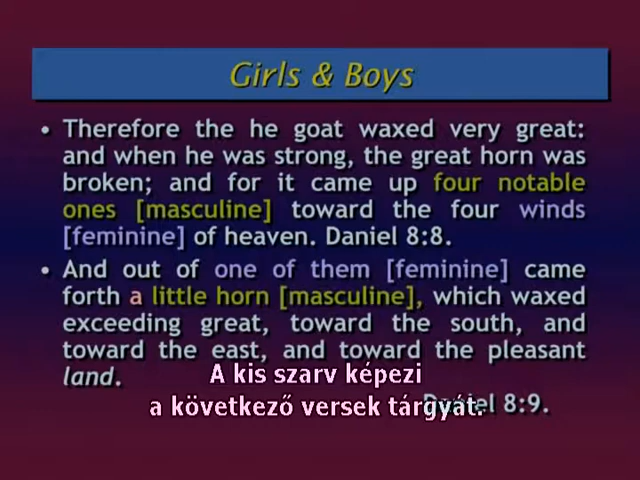 Girls & Boys
• Therefore the he goat waxed very great:
and when he was strong, the great horn was
broken; and for it came up four notable
ones [masculine] toward the four winds
[feminine] of heaven. Daniel 8:8.
• And out of one of them [feminine] came
forth a little horn [masculine], which waxed
exceeding great, toward the south, and
toward the east, and toward the pleasant
land.
A kis szarv képezi
a következő versek tárgyát.
Daniel 8:9.